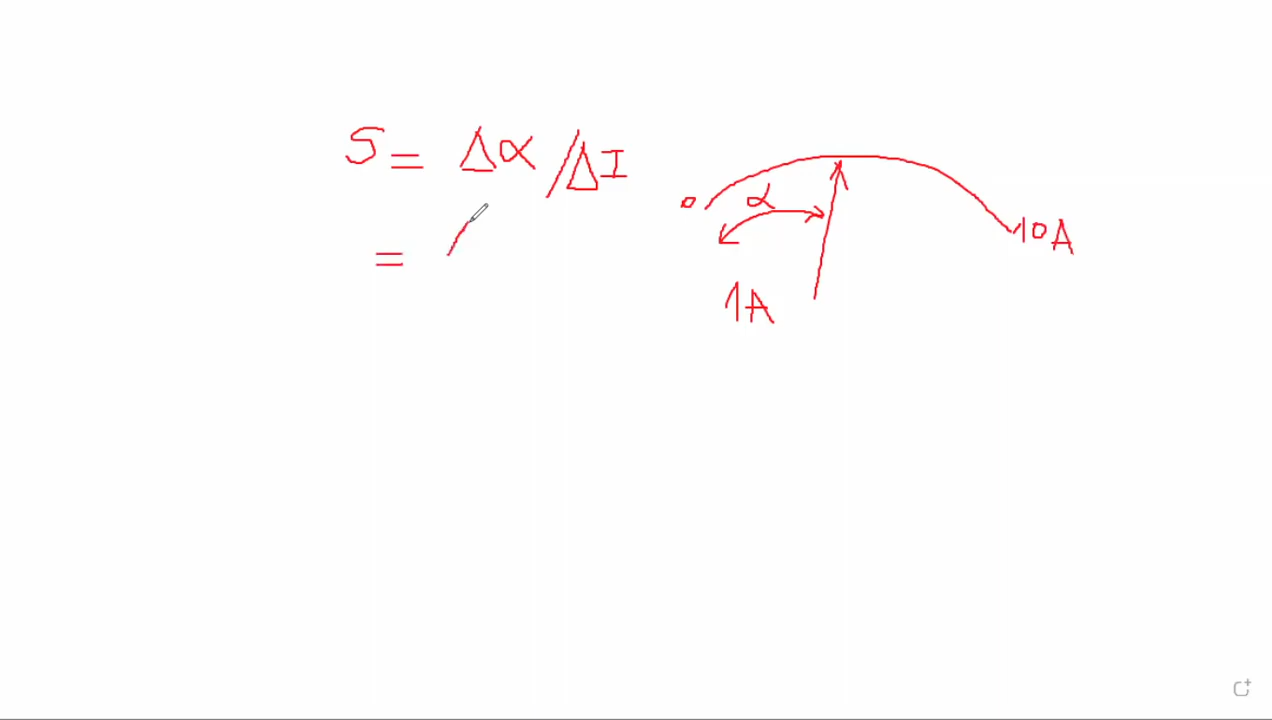 S = Δα/ΔI
=
0
α
10A
1A